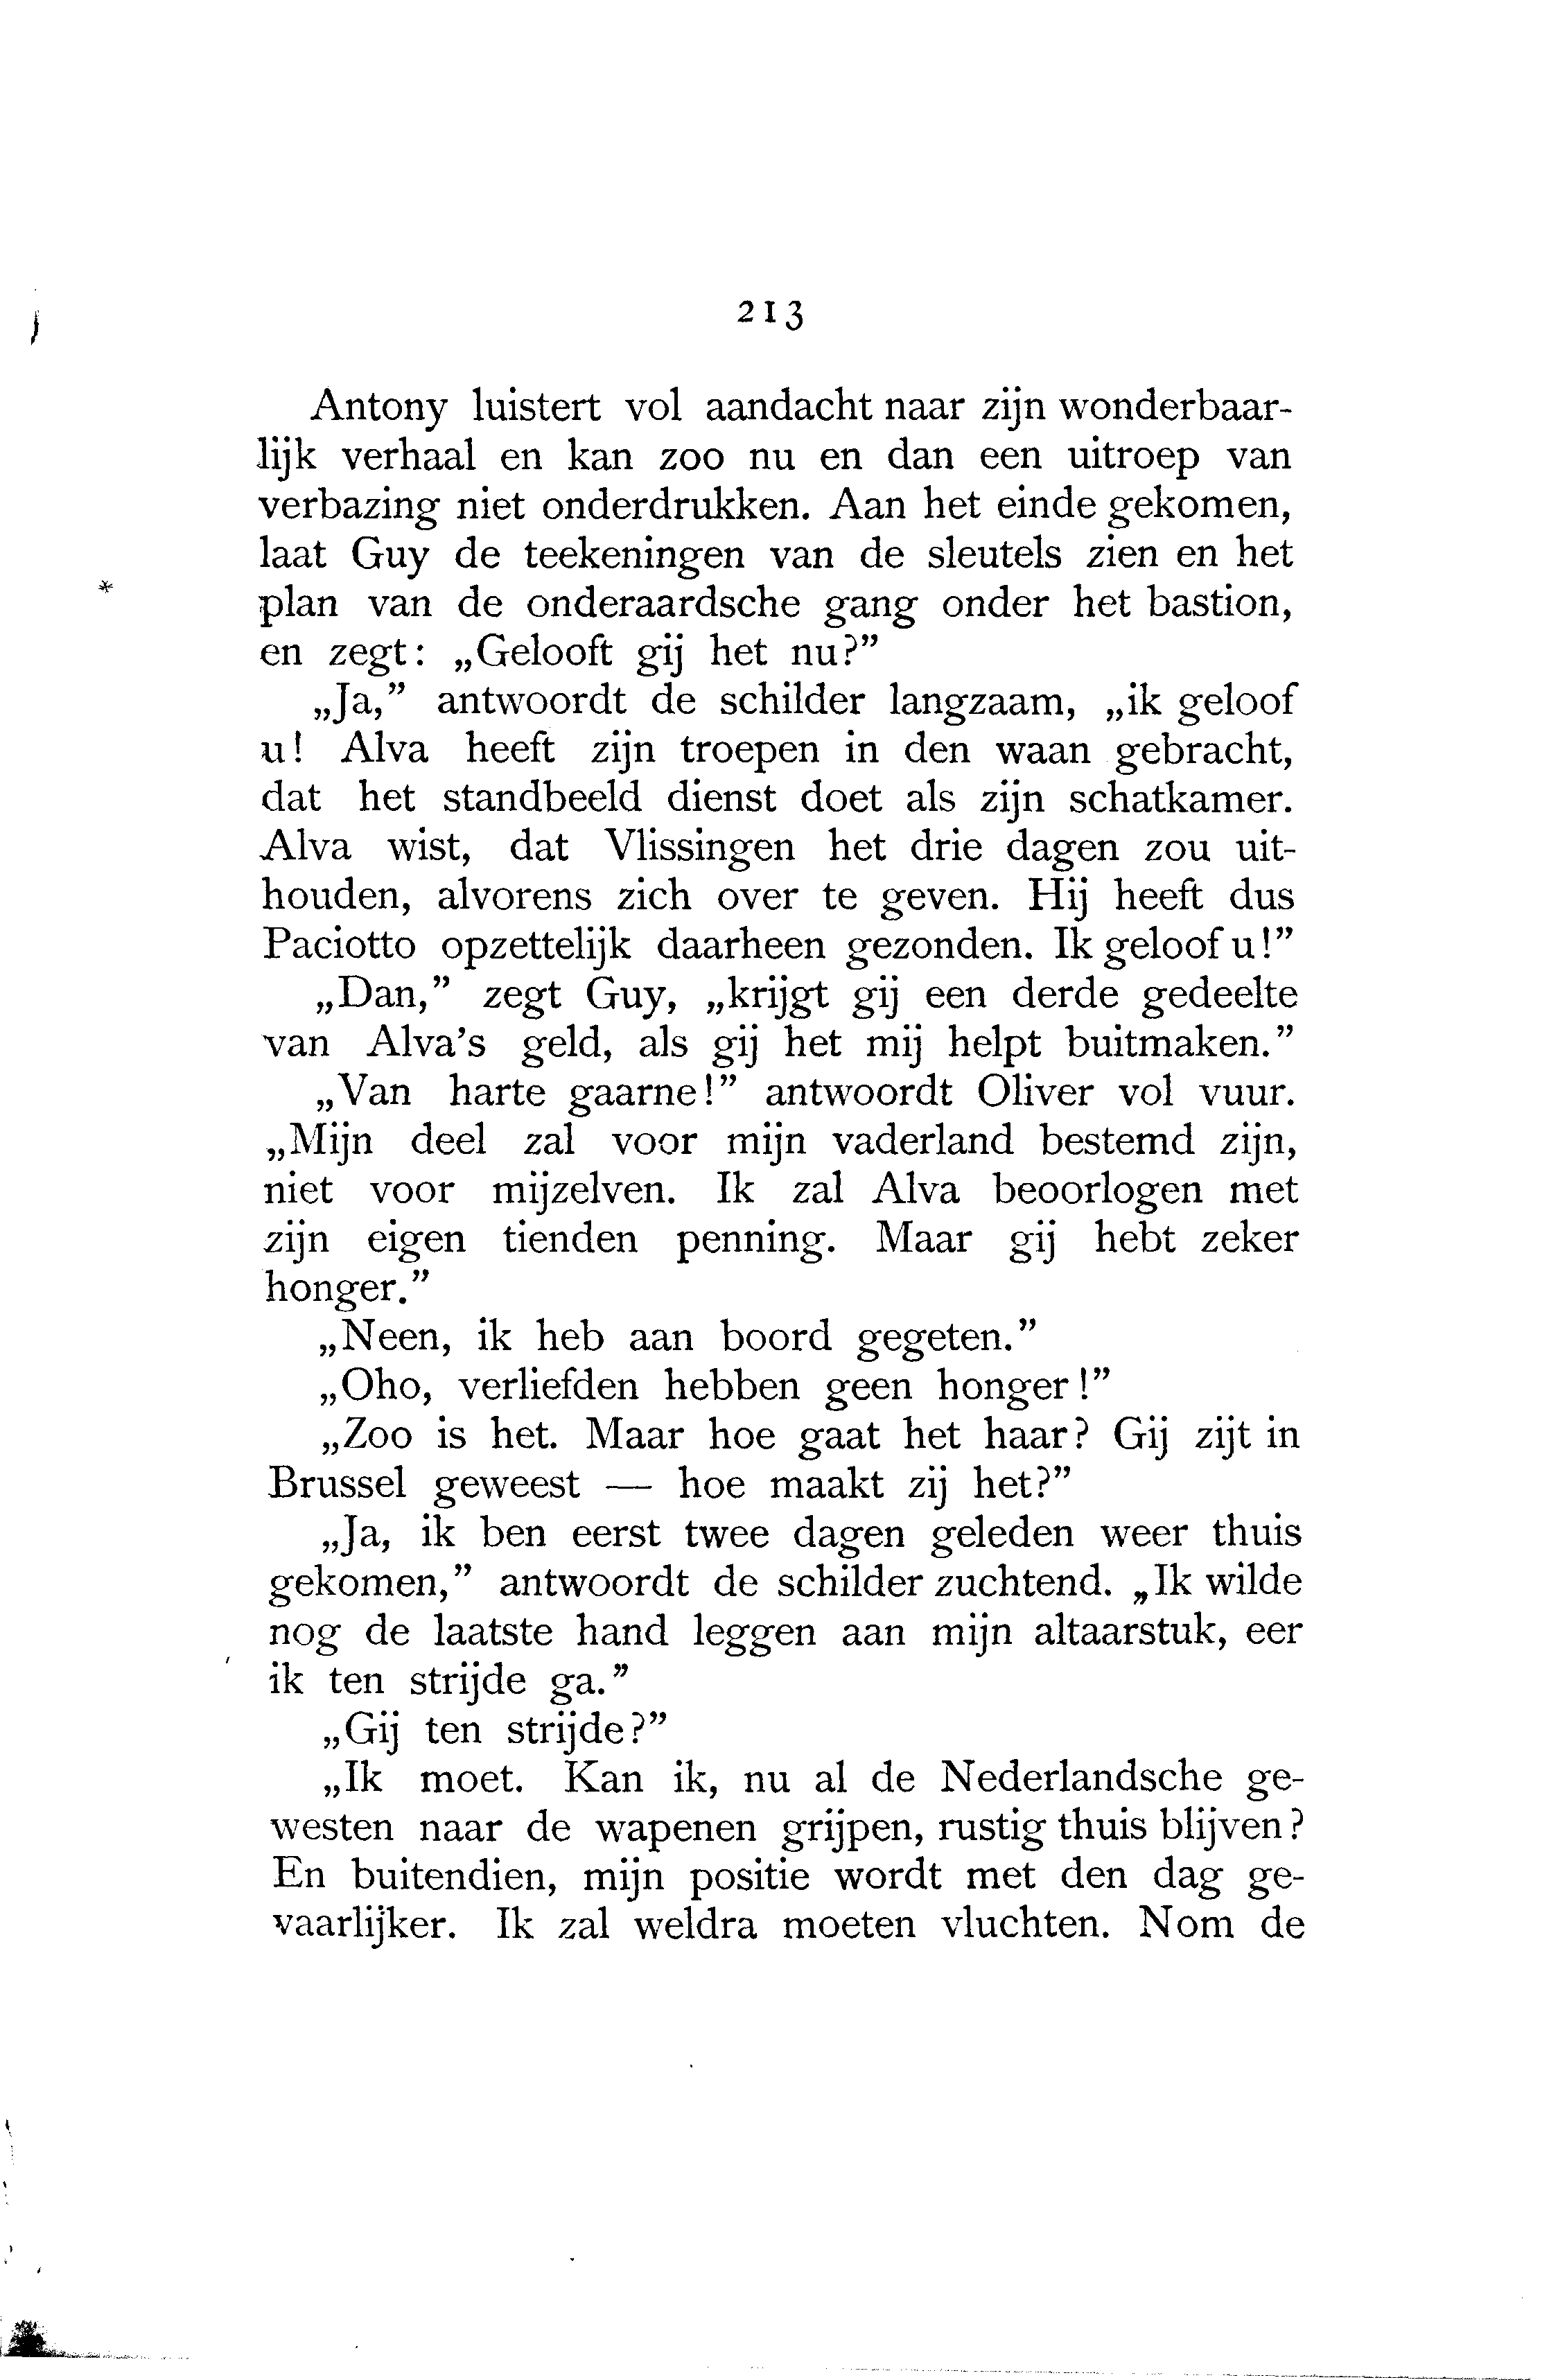 213
Antony luistert vol aandacht naar zijn wonderbaar-
lijk verhaal en kan zoo nu en dan een uitroep van
verbazing niet onderdrukken. Aan het einde gekomen,
laat Guy de teekeningen van de sleutels zien en het
plan van de onderaardsche gang onder het bastion,
en zegt: „Gelooft gij het nu?”
„Ja,” antwoordt de schilder langzaam, „ik geloof
u! Alva heeft zijn troepen in den waan gebracht,
dat het standbeeld dienst doet als zijn schatkamer.
Alva wist, dat Vlissingen het drie dagen zou uit-
houden, alvorens zich over te geven. Hij heeft dus
Paciotto opzettelijk daarheen gezonden. Ik geloof u!”
„Dan,” zegt Guy, „krijgt gij een derde gedeelte
van Alva’s geld, als gij het mij helpt buitmaken.”
„Van harte gaarne!” antwoordt Oliver vol vuur.
„Mijn deel zal voor mijn vaderland bestemd zijn,
niet voor mijzelven. Ik zal Alva beoorlogen met
zijn eigen tienden penning. Maar gij hebt zeker
honger.”
„Neen, ik heb aan boord gegeten.”
„Oho, verliefden hebben geen honger!”
„Zoo is het. Maar hoe gaat het haar? Gij zijt in
Brussel geweest — hoe maakt zij het?”
„Ja, ik ben eerst twee dagen geleden weer thuis
gekomen,” antwoordt de schilder zuchtend. „Ik wilde
nog de laatste hand leggen aan mijn altaarstuk, eer
ik ten strijde ga.”
„Gij ten strijde?”
„Ik moet. Kan ik, nu al de Nederlandsche ge-
westen naar de wapenen grijpen, rustig thuis blijven?
En buitendien, mijn positie wordt met den dag ge-
vaarlijker. Ik zal weldra moeten vluchten. Nom de